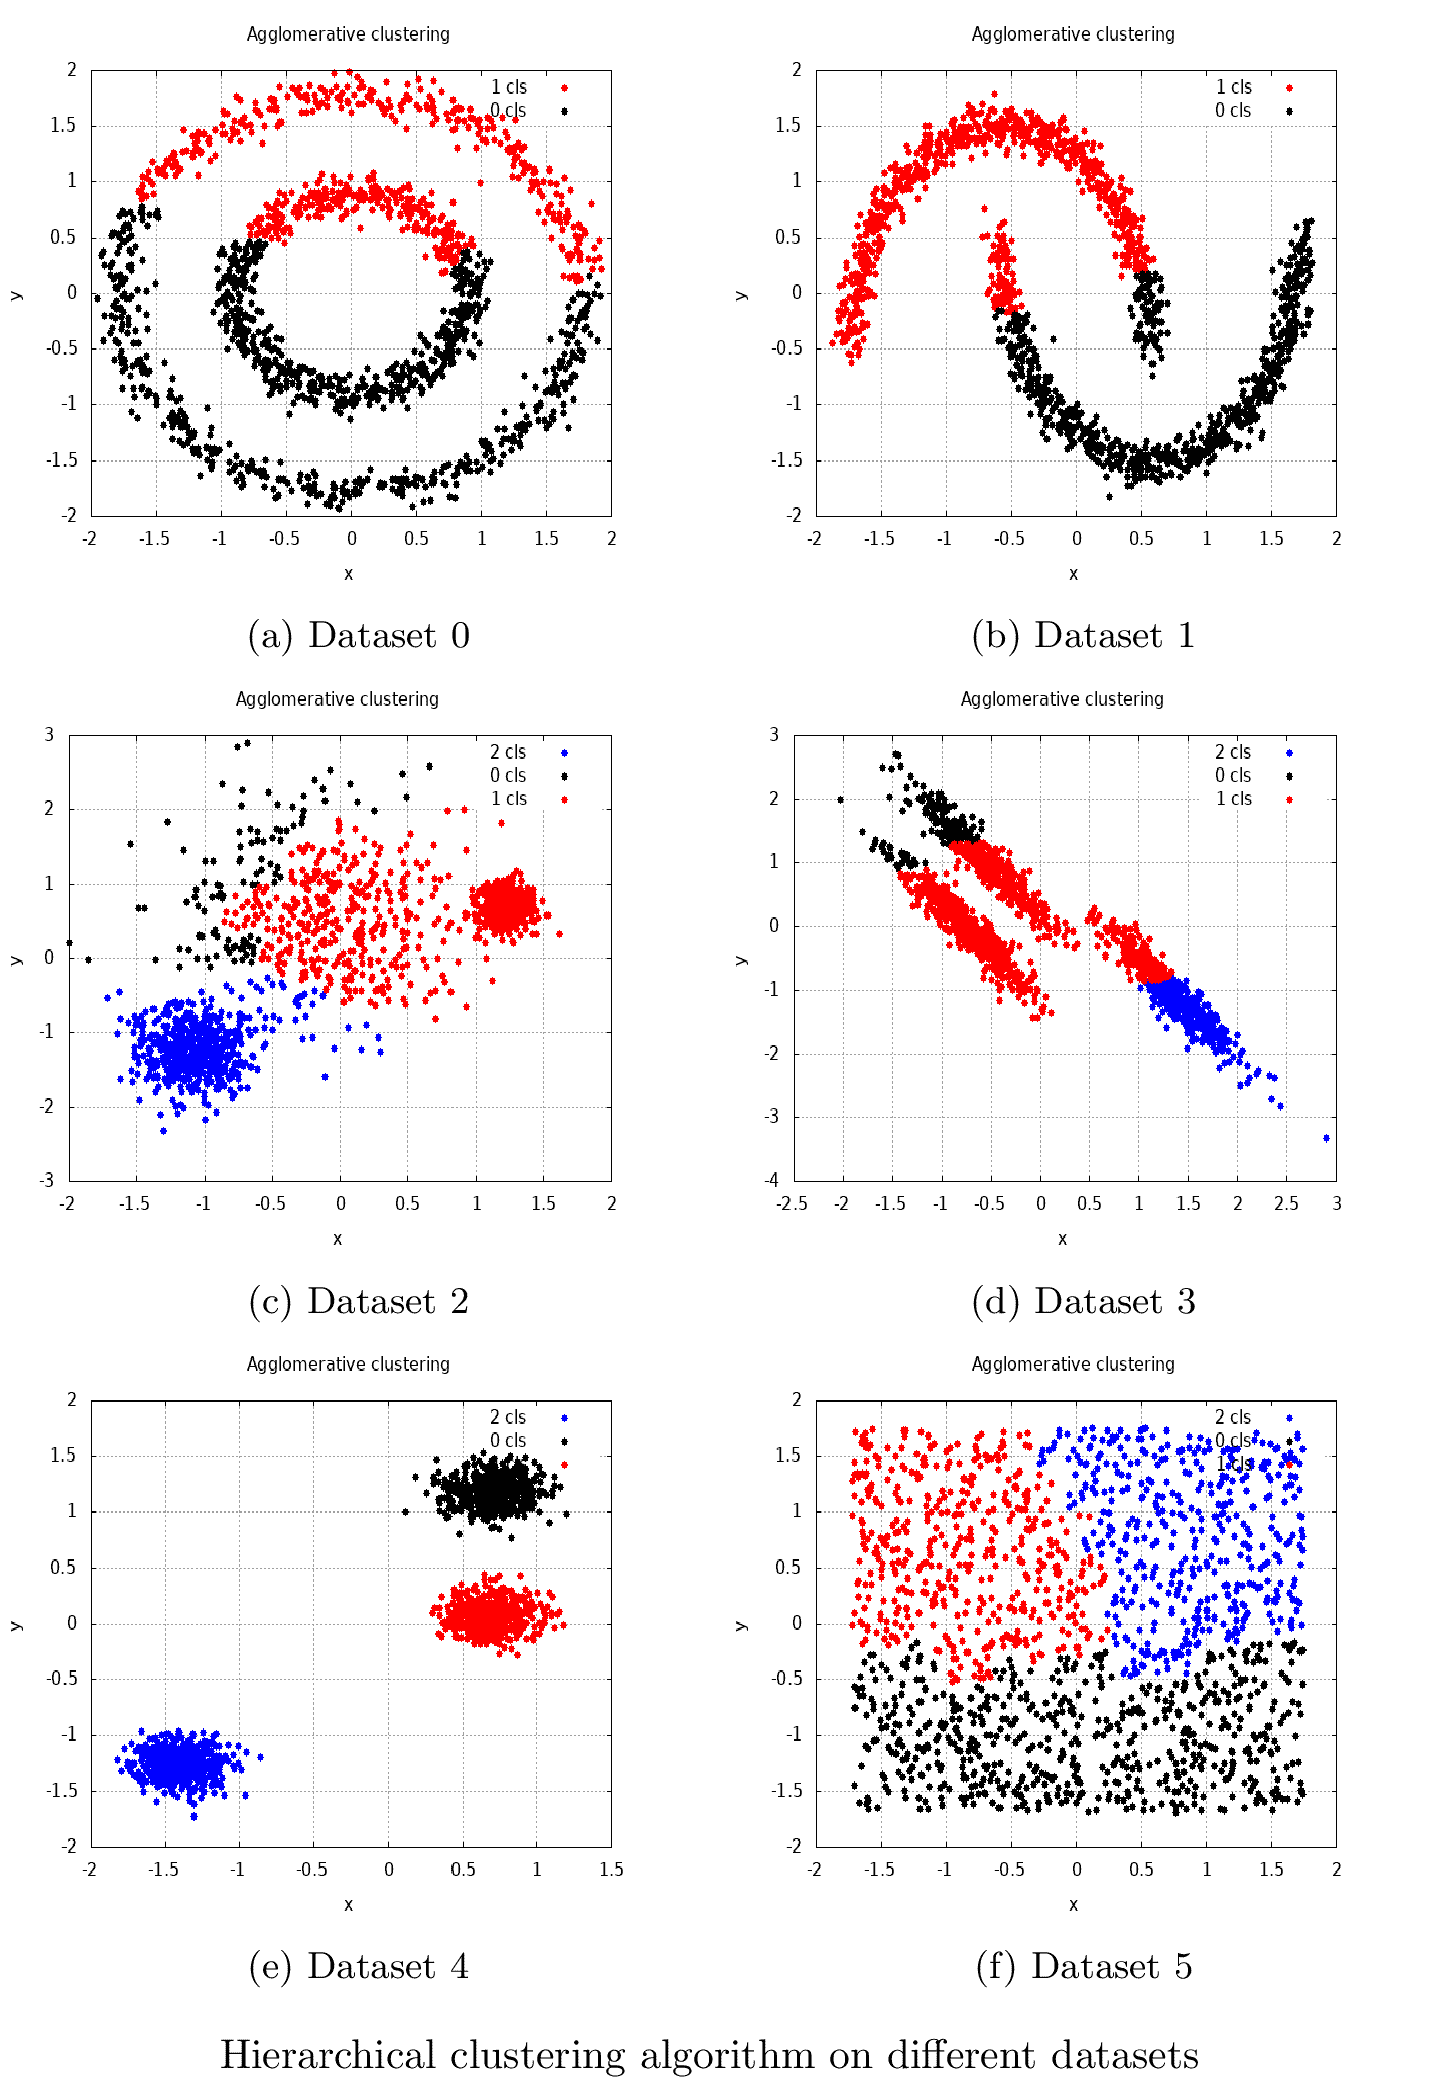 Agglomerative clustering
1 cls
0 cls
2
1.5
1
0.5
0
-0.5
-1
-1.5
-2
y
-2 -1.5 -1 -0.5 0 0.5 1 1.5 2
x
(a) Dataset 0
Agglomerative clustering
1 cls
0 cls
2
1.5
1
0.5
0
-0.5
-1
-1.5
-2
y
-2 -1.5 -1 -0.5 0 0.5 1 1.5 2
x
(b) Dataset 1
Agglomerative clustering
2 cls
0 cls
1 cls
3
2
1
0
-1
-2
-3
y
-2 -1.5 -1 -0.5 0 0.5 1 1.5 2
x
(c) Dataset 2
Agglomerative clustering
2 cls
0 cls
1 cls
3
2
1
0
-1
-2
-3
-4
y
-2.5 -2 -1.5 -1 -0.5 0 0.5 1 1.5 2 2.5 3
x
(d) Dataset 3
Agglomerative clustering
2 cls
0 cls
1 cls
2
1.5
1
0.5
0
-0.5
-1
-1.5
-2
y
-2 -1.5 -1 -0.5 0 0.5 1 1.5
x
(e) Dataset 4
Agglomerative clustering
2 cls
0 cls
1 cls
2
1.5
1
0.5
0
-0.5
-1
-1.5
-2
y
-2 -1.5 -1 -0.5 0 0.5 1 1.5 2
x
(f) Dataset 5
Hierarchical clustering algorithm on different datasets